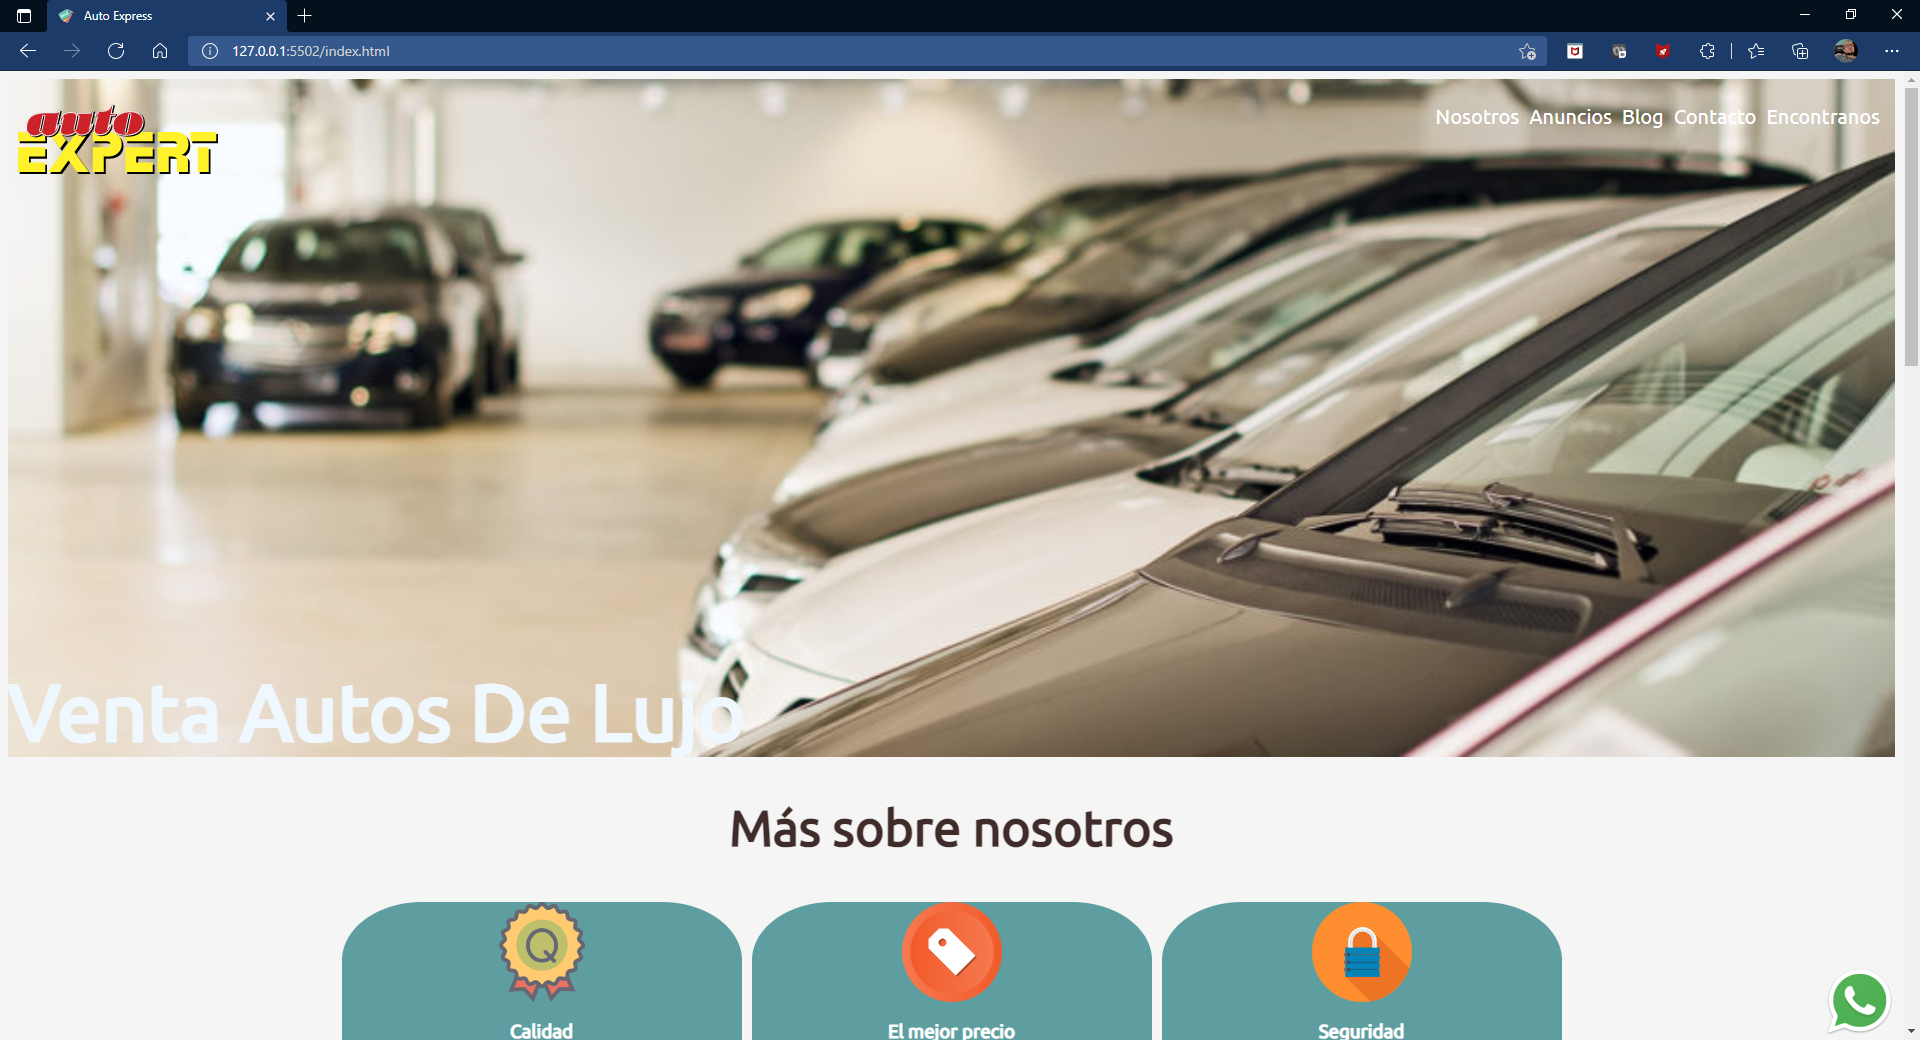 Auto Express
127.0.0.1:5502/index.html
auto
EXPERT
Nosotros Anuncios Blog Contacto Encontranos
Venta Autos De Lujo
Más sobre nosotros
Q
Calidad
El mejor precio
Seguridad